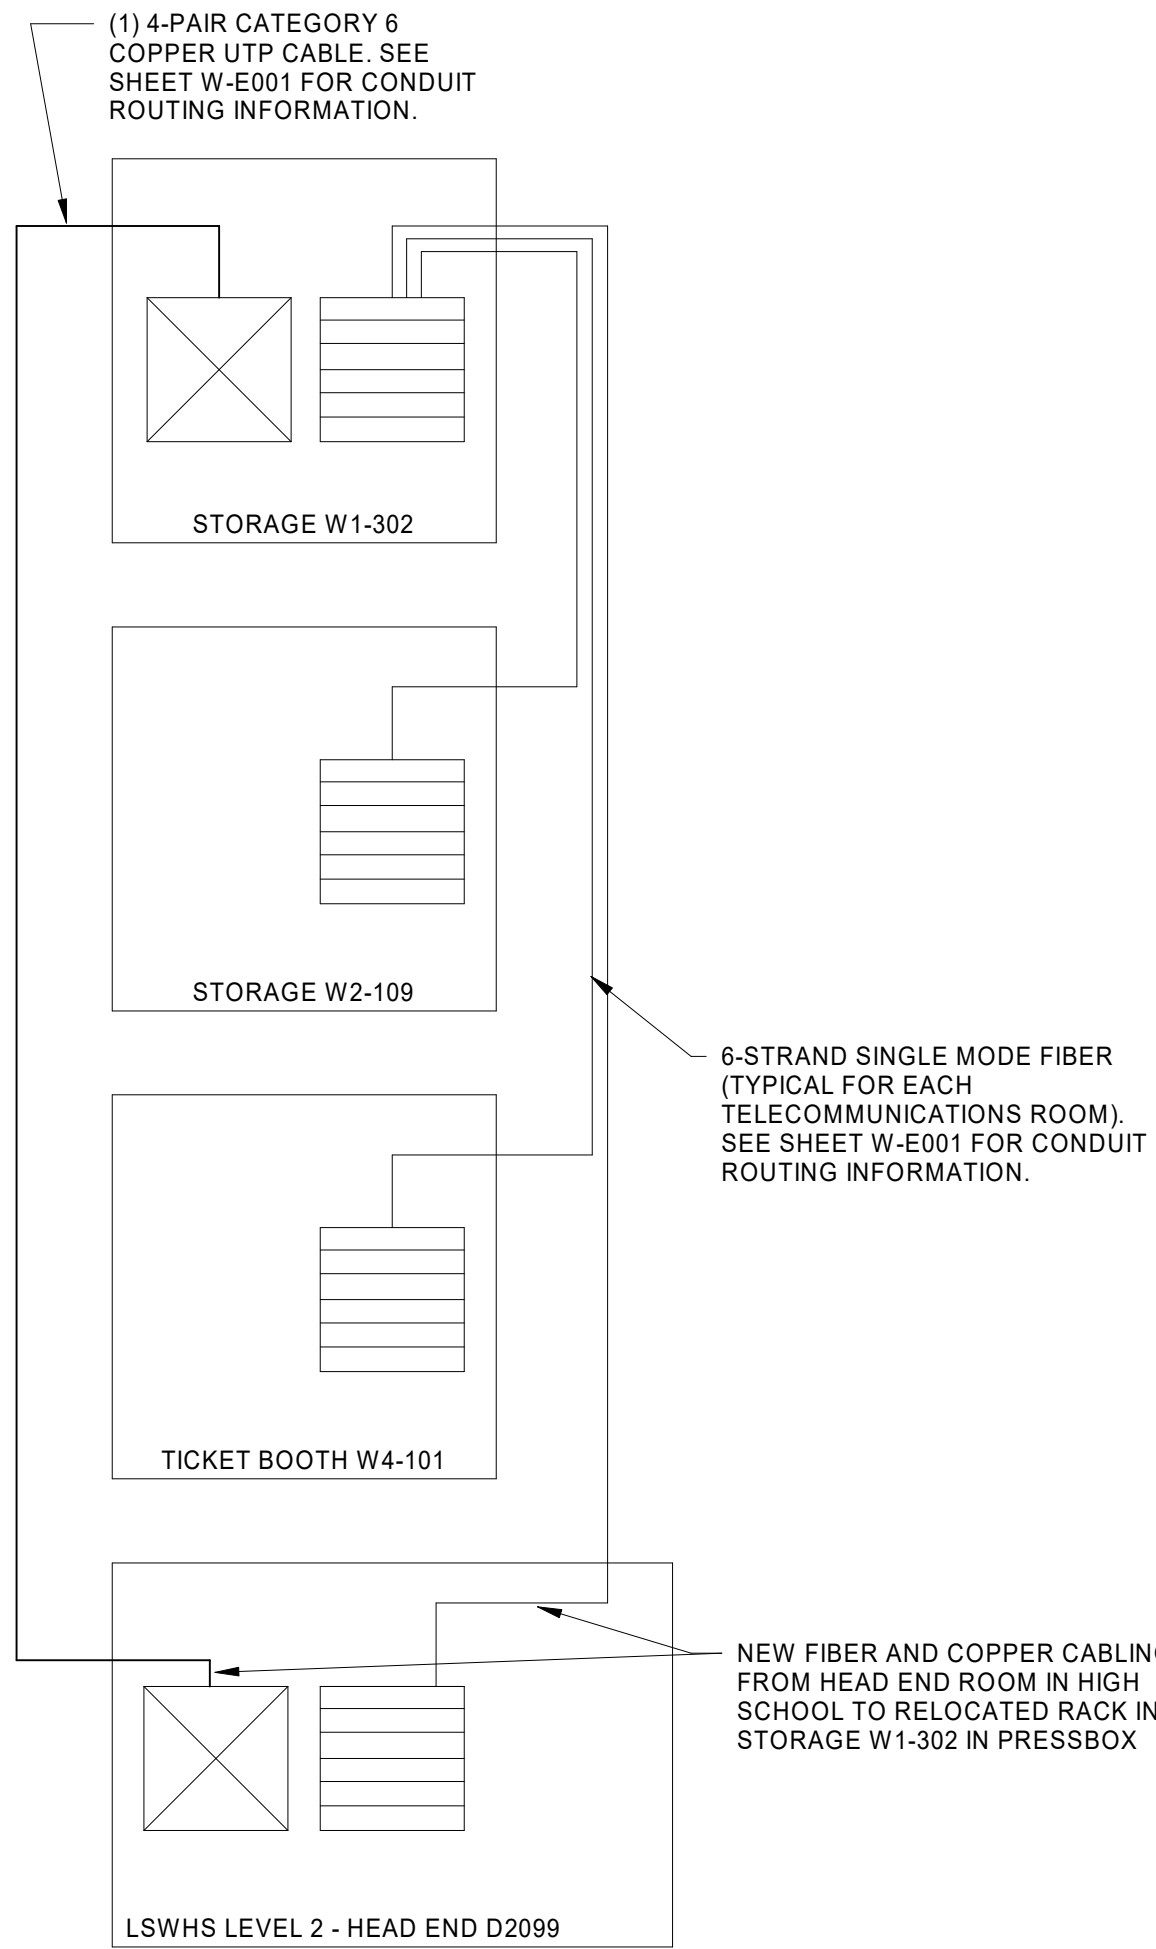 (1) 4-PAIR CATEGORY 6
COPPER UTP CABLE. SEE
SHEET W-E001 FOR CONDUIT
ROUTING INFORMATION.
STORAGE W1-302
STORAGE W2-109
6-STRAND SINGLE MODE FIBER
(TYPICAL FOR EACH
TELECOMMUNICATIONS ROOM).
SEE SHEET W-E001 FOR CONDUIT
ROUTING INFORMATION.
TICKET BOOTH W4-101
NEW FIBER AND COPPER CABLING
FROM HEAD END ROOM IN HIGH
SCHOOL TO RELOCATED RACK IN
STORAGE W1-302 IN PRESSBOX
LSWHS LEVEL 2 - HEAD END D2099